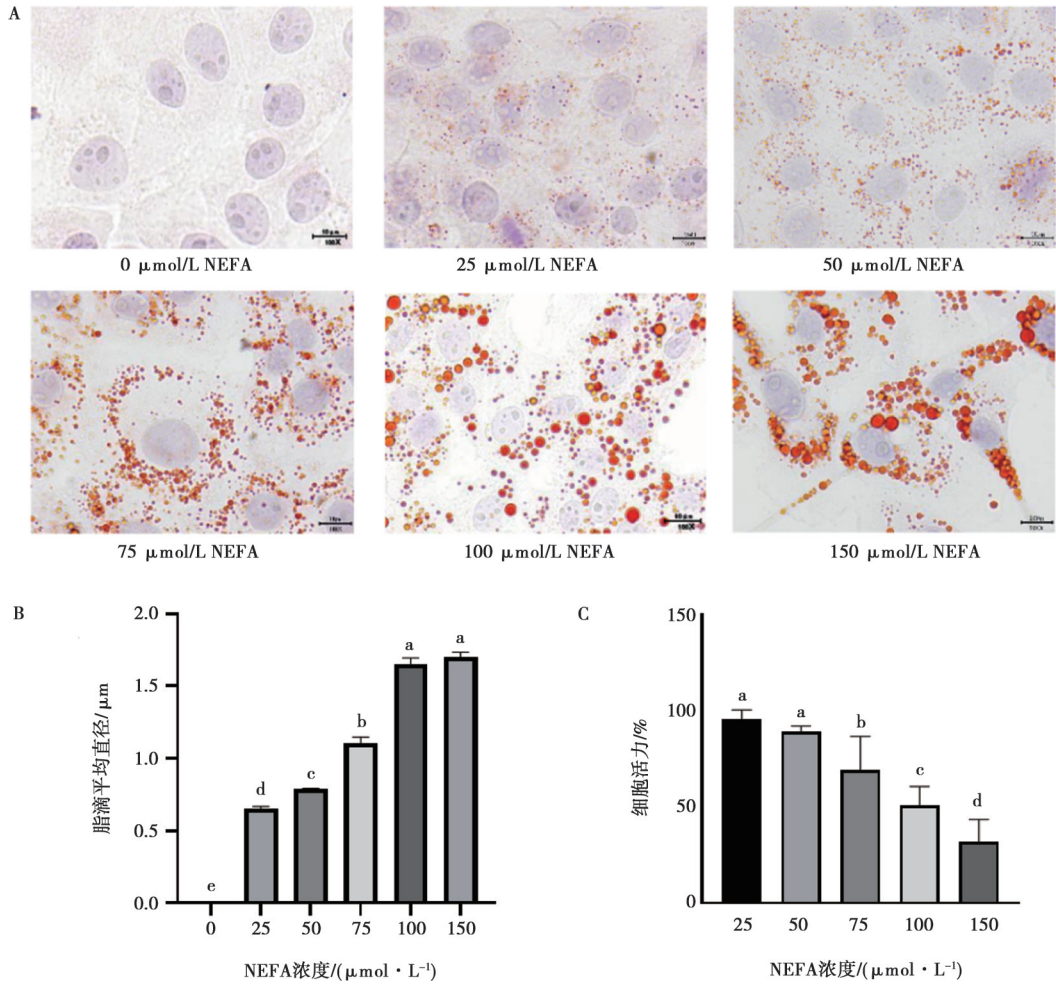 A
0 μmol/L NEFA
25 μmol/L NEFA
50 μmol/L NEFA
75 μmol/L NEFA
100 μmol/L NEFA
150 μmol/L NEFA
B
脂滴平均直径/μm
2.0
1.5
1.0
0.5
0.0
e
d
c
b
a
a
0 25 50 75 100 150
NEFA浓度/(μmol·L⁻¹)
C
细胞活力/%
150
100
50
0
a
a
b
c
d
25 50 75 100 150
NEFA浓度/(μmol·L⁻¹)